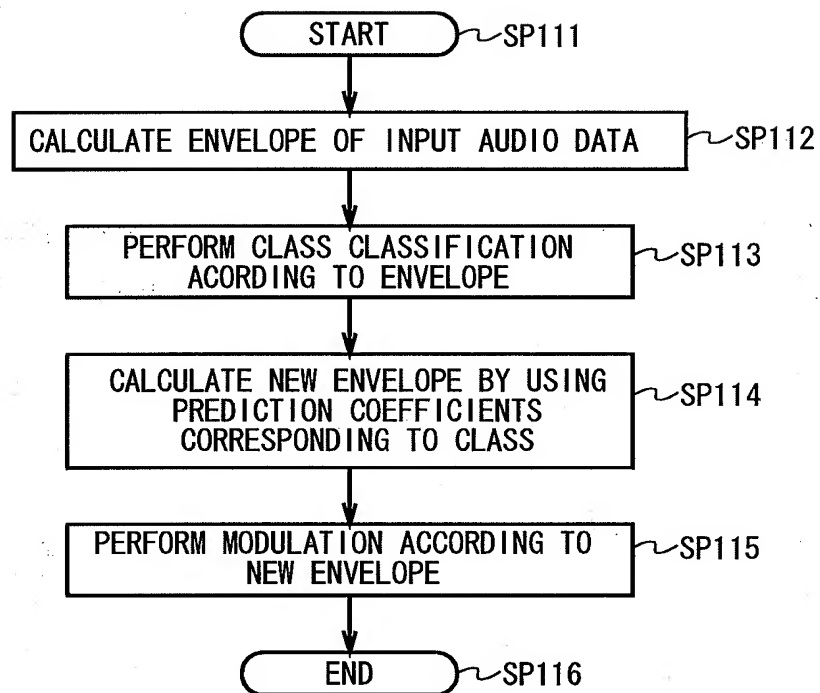 START
SP111
CALCULATE ENVELOPE OF INPUT AUDIO DATA
SP112
PERFORM CLASS CLASSIFICATION
ACORDING TO ENVELOPE
SP113
CALCULATE NEW ENVELOPE BY USING
PREDICTION COEFFICIENTS
CORRESPONDING TO CLASS
SP114
PERFORM MODULATION ACCORDING TO
NEW ENVELOPE
SP115
END
SP116